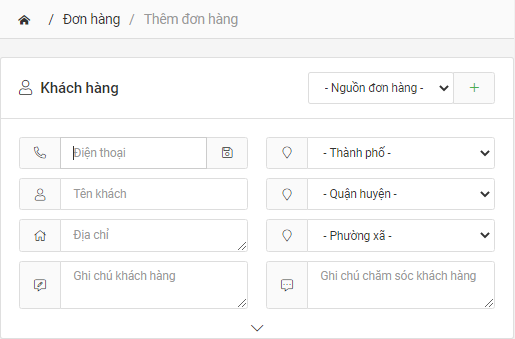 / Đơn hàng / Thêm đơn hàng
Khách hàng
- Nguồn đơn hàng -
Điện thoại
- Thành phố -
Tên khách
- Quận huyện -
Địa chỉ
- Phường xã -
Ghi chú khách hàng
Ghi chú chăm sóc khách hàng